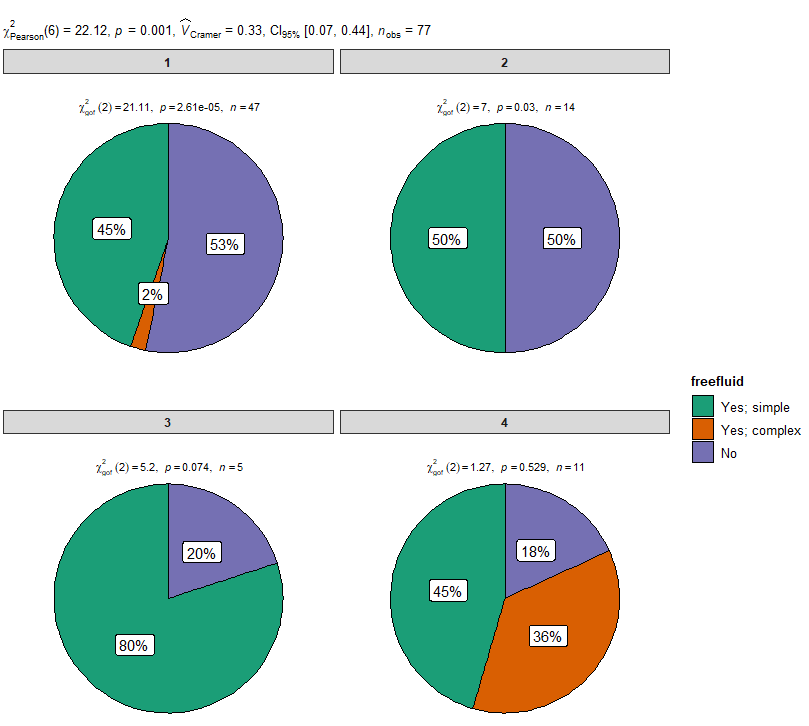 χ²Pearson(6) = 22.12, p = 0.001, V̂Cramer = 0.33, CI95% [0.07, 0.44], nobs = 77
1
2
χ²gof (2) = 21.11, p = 2.61e-05, n = 47
χ²gof (2) = 7, p = 0.03, n = 14
45%
53%
2%
50%
50%
freefluid
Yes; simple
Yes; complex
No
3
4
χ²gof (2) = 5.2, p = 0.074, n = 5
χ²gof (2) = 1.27, p = 0.529, n = 11
20%
80%
18%
45%
36%